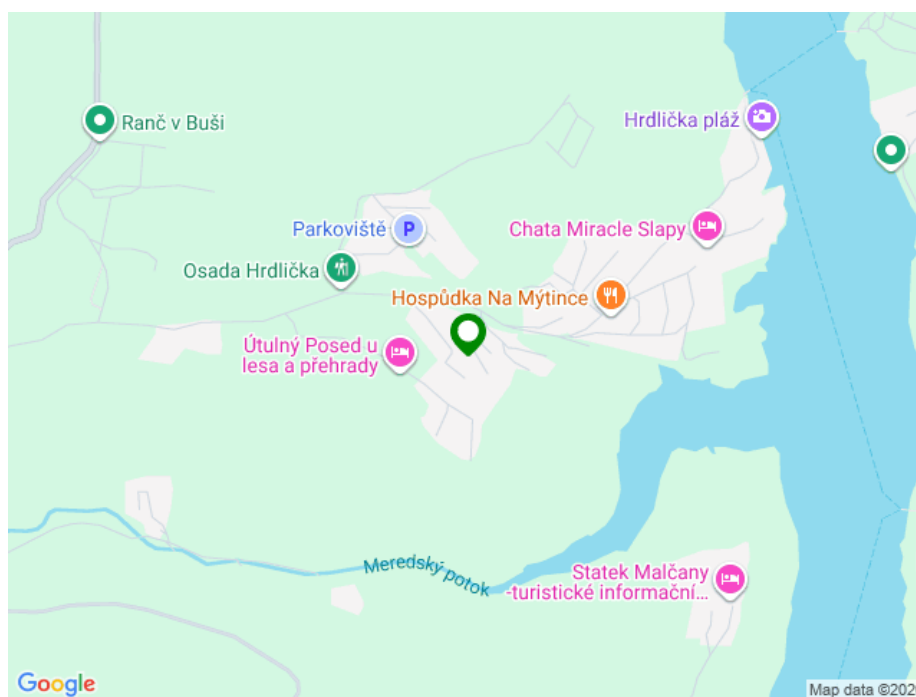 Hrdlička pláž
Ranč v Buši
Parkoviště
P
Chata Miracle Slapy
Osada Hrdlička
Hospůdka Na Mýtince
Útulný Posed u
lesa a přehrady
Meredský potok
Statek Malčany
-turistické informační...
Google
Map data ©202